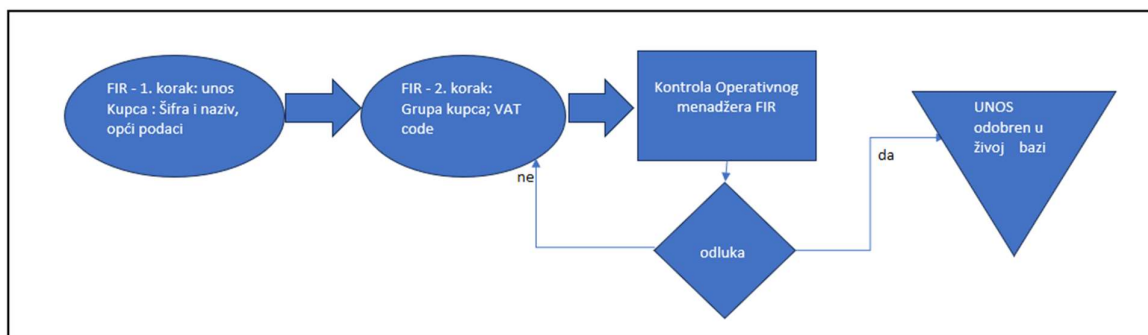 FIR - 1. korak: unos
Kupca : Šifra i naziv,
opći podaci
FIR - 2. korak:
Grupa kupca; VAT
code
Kontrola Operativnog
menadžera FIR
UNOS
odobren u
živoj bazi
ne
da
odluka